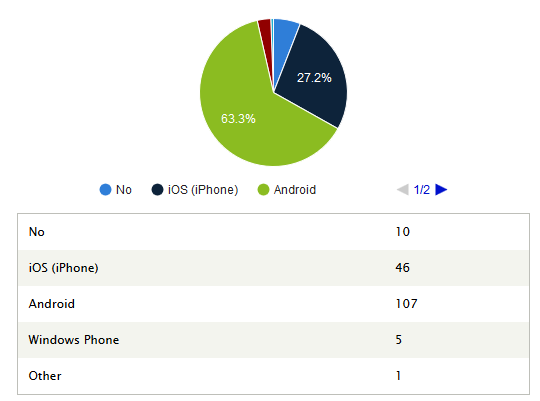 27.2%
63.3%
No iOS (iPhone) Android 1/2
No 10
iOS (iPhone) 46
Android 107
Windows Phone 5
Other 1